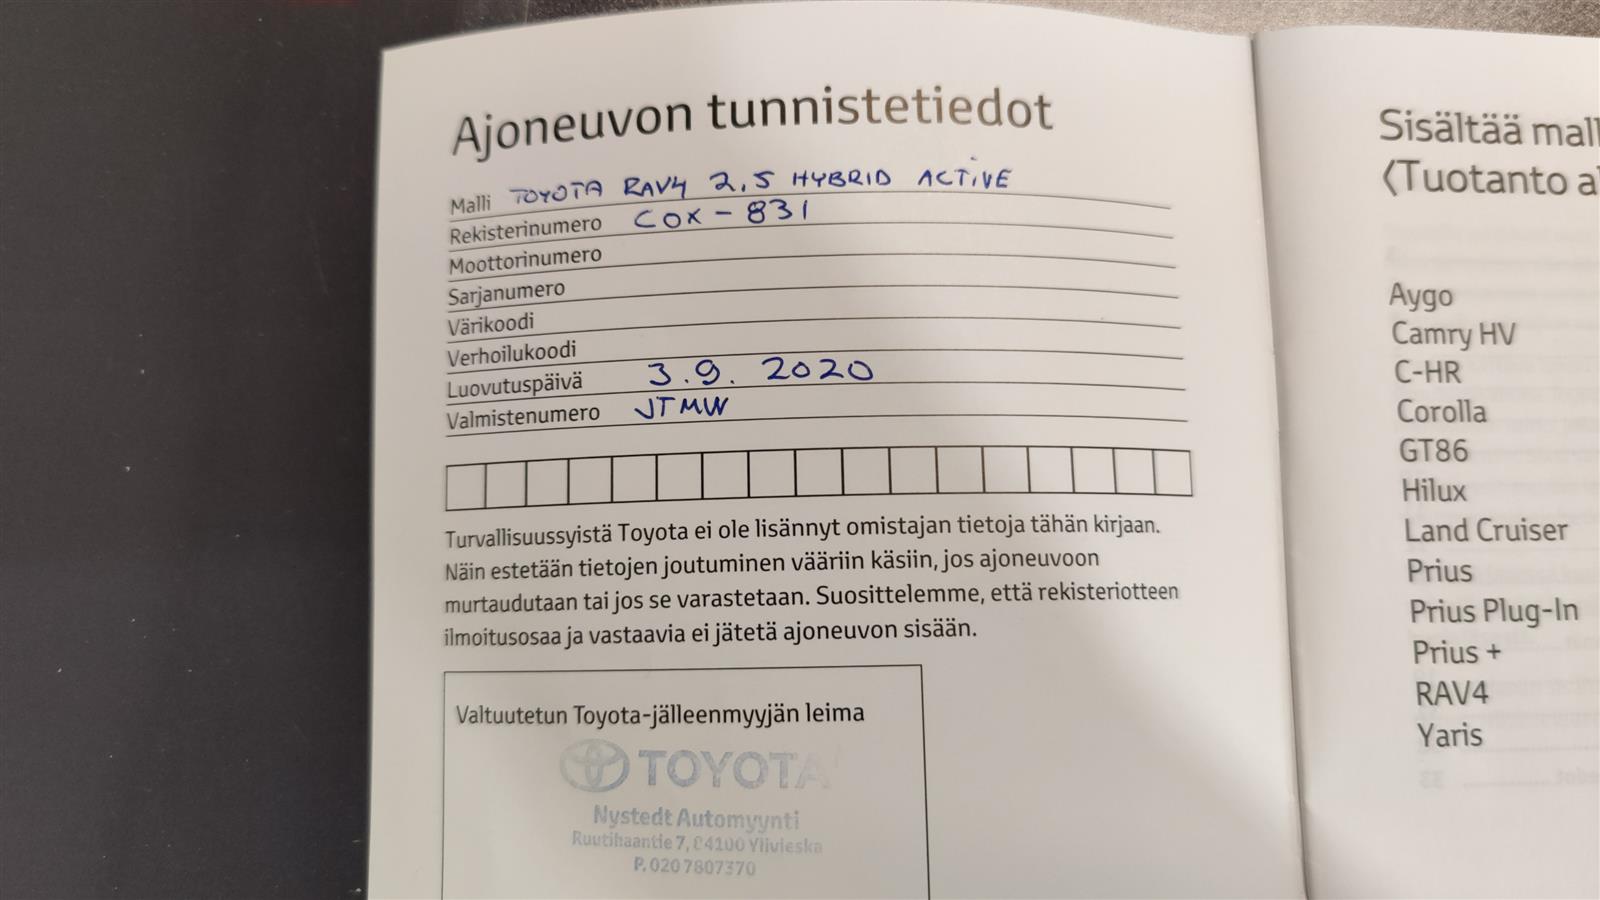 Ajoneuvon tunnistetiedot
Malli TOYOTA RAV4 2,5 HYBRID ACTIVE
Rekisterinumero COX-831
Moottorinumero
Sarjanumero
Värikoodi
Verhoilukoodi
Luovutuspäivä 3.9. 2020
Valmistenumero JTMW
Turvallisuussyistä Toyota ei ole lisännyt omistajan tietoja tähän kirjaan.
Näin estetään tietojen joutuminen vääriin käsiin, jos ajoneuvoon
murtaudutaan tai jos se varastetaan. Suosittelemme, että rekisteriotteen
ilmoitusosaa ja vastaavia ei jätetä ajoneuvon sisään.
Valtuutetun Toyota-jälleenmyyjän leima
TOYOTA
Nystedt Automyynti
Ruutihaantie 7, 84100 Ylivieska
P. 020 7807370
Sisältää mall
(Tuotanto al
Aygo
Camry HV
C-HR
Corolla
GT86
Hilux
Land Cruiser
Prius
Prius Plug-In
Prius +
RAV4
Yaris